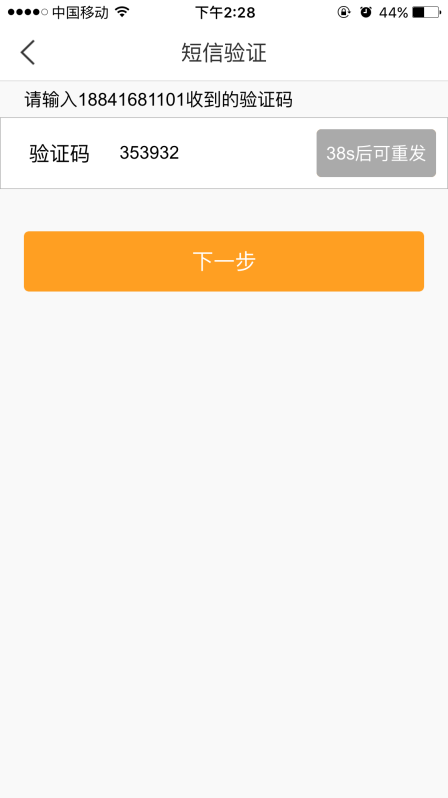 中国移动 下午2:28 44%
短信验证
请输入18841681101收到的验证码
验证码 353932 38s后可重发
下一步